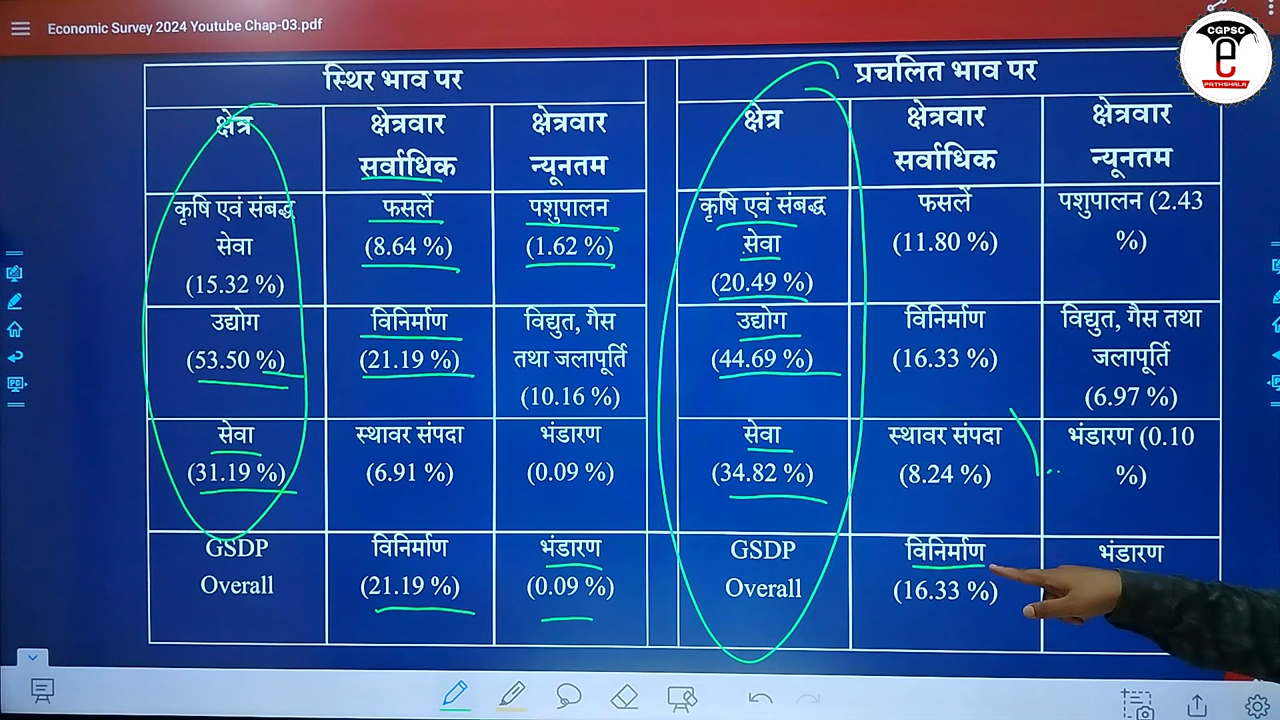 Economic Survey 2024 Youtube Chap-03.pdf
CGPSC
e
PATHSHALA
स्थिर भाव पर
क्षेत्र
क्षेत्रवार
सर्वाधिक
क्षेत्रवार
न्यूनतम
कृषि एवं संबद्ध
सेवा
(15.32 %)
फसलें
(8.64 %)
पशुपालन
(1.62 %)
उद्योग
(53.50 %)
विनिर्माण
(21.19 %)
विद्युत, गैस
तथा जलापूर्ति
(10.16 %)
सेवा
(31.19 %)
स्थावर संपदा
(6.91 %)
भंडारण
(0.09 %)
GSDP
Overall
विनिर्माण
(21.19 %)
भंडारण
(0.09 %)
प्रचलित भाव पर
क्षेत्र
क्षेत्रवार
सर्वाधिक
क्षेत्रवार
न्यूनतम
कृषि एवं संबद्ध
सेवा
(20.49 %)
फसलें
(11.80 %)
पशुपालन (2.43
%)
उद्योग
(44.69 %)
विनिर्माण
(16.33 %)
विद्युत, गैस तथा
जलापूर्ति
(6.97 %)
सेवा
(34.82 %)
स्थावर संपदा
(8.24 %)
भंडारण (0.10
%)
GSDP
Overall
विनिर्माण
(16.33 %)
भंडारण